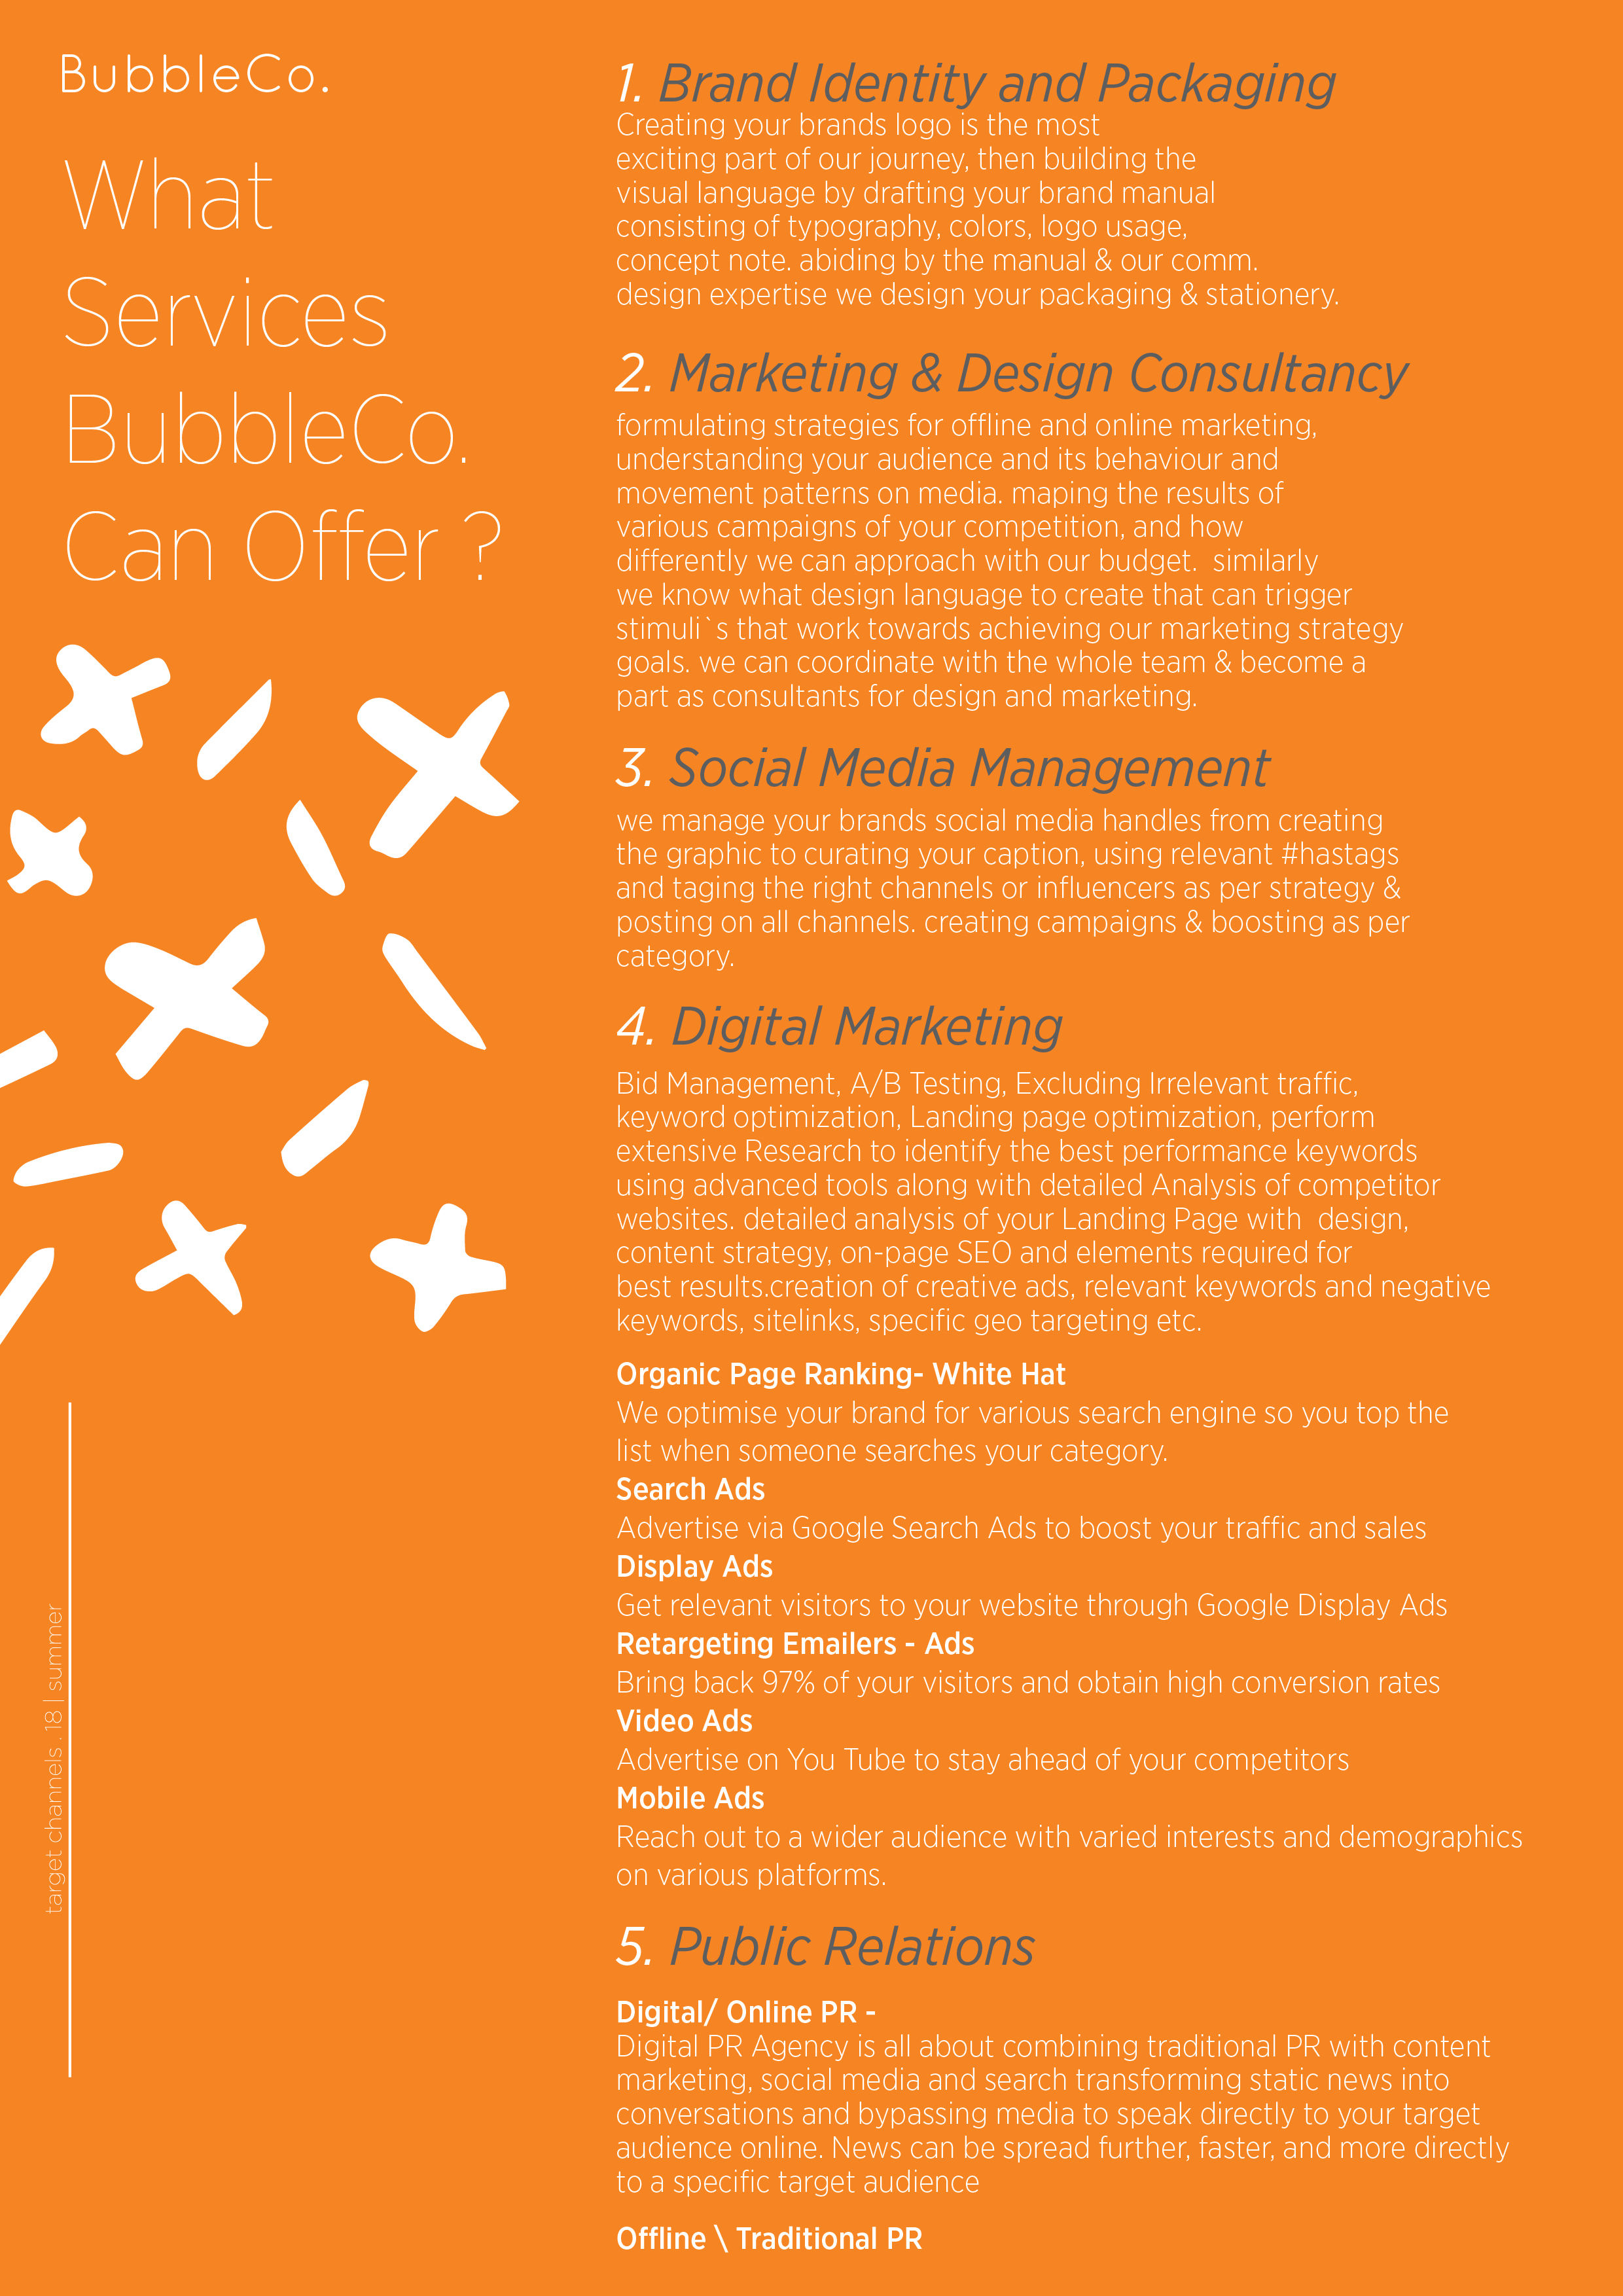 BubbleCo.
What
Services
BubbleCo.
Can Offer ?
target channels . 18 | summer
1. Brand Identity and Packaging
Creating your brands logo is the most
exciting part of our journey, then building the
visual language by drafting your brand manual
consisting of typography, colors, logo usage,
concept note. abiding by the manual & our comm.
design expertise we design your packaging & stationery.
2. Marketing & Design Consultancy
formulating strategies for offline and online marketing,
understanding your audience and its behaviour and
movement patterns on media. maping the results of
various campaigns of your competition, and how
differently we can approach with our budget.  similarly
we know what design language to create that can trigger
stimuli`s that work towards achieving our marketing strategy
goals. we can coordinate with the whole team & become a
part as consultants for design and marketing.
3. Social Media Management
we manage your brands social media handles from creating
the graphic to curating your caption, using relevant #hastags
and taging the right channels or influencers as per strategy &
posting on all channels. creating campaigns & boosting as per
category.
4. Digital Marketing
Bid Management, A/B Testing, Excluding Irrelevant traffic,
keyword optimization, Landing page optimization, perform
extensive Research to identify the best performance keywords
using advanced tools along with detailed Analysis of competitor
websites. detailed analysis of your Landing Page with  design,
content strategy, on-page SEO and elements required for
best results.creation of creative ads, relevant keywords and negative
keywords, sitelinks, specific geo targeting etc.
Organic Page Ranking- White Hat
We optimise your brand for various search engine so you top the
list when someone searches your category.
Search Ads
Advertise via Google Search Ads to boost your traffic and sales
Display Ads
Get relevant visitors to your website through Google Display Ads
Retargeting Emailers - Ads
Bring back 97% of your visitors and obtain high conversion rates
Video Ads
Advertise on You Tube to stay ahead of your competitors
Mobile Ads
Reach out to a wider audience with varied interests and demographics
on various platforms.
5. Public Relations
Digital/ Online PR -
Digital PR Agency is all about combining traditional PR with content
marketing, social media and search transforming static news into
conversations and bypassing media to speak directly to your target
audience online. News can be spread further, faster, and more directly
to a specific target audience
Offline \ Traditional PR